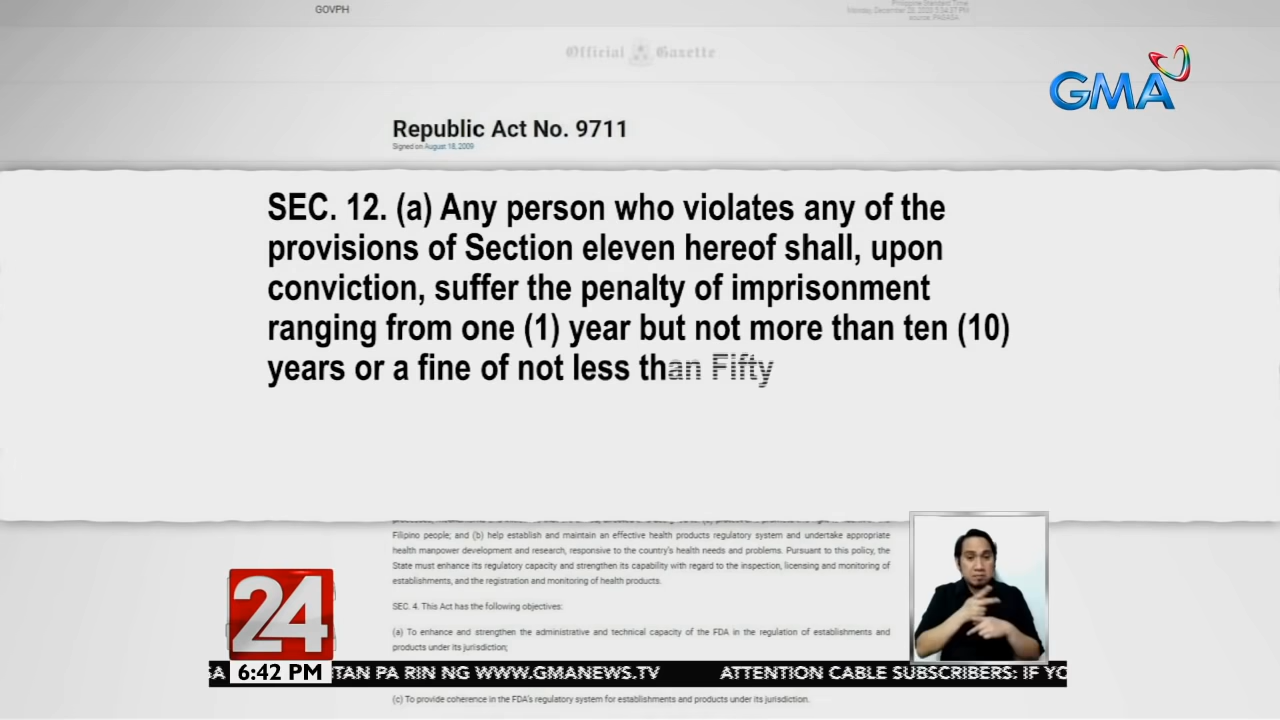 GOVPH
Philippine Standard Time
Official Gazette
GMA
Republic Act No. 9711
Signed on August 18, 2009
SEC. 12. (a) Any person who violates any of the
provisions of Section eleven hereof shall, upon
conviction, suffer the penalty of imprisonment
ranging from one (1) year but not more than ten (10)
years or a fine of not less than Fifty
Filipino people; and (b) help establish and maintain an effective health products regulatory system and undertake appropriate
health manpower development and research, responsive to the country's health needs and problems. Pursuant to this policy, the
State must enhance its regulatory capacity and strengthen its capability with regard to the inspection, licensing and monitoring of
establishments, and the registration and monitoring of health products.
SEC. 4. This Act has the following objectives:
(a) To enhance and strengthen the administrative and technical capacity of the FDA in the regulation of establishments and
products under its jurisdiction;
24
6:42 PM
TAN PA RIN NG WWW.GMANEWS.TV ATTENTION CABLE SUBSCRIBERS: IF YO
(c) To provide coherence in the FDA's regulatory system for establishments and products under its jurisdiction.